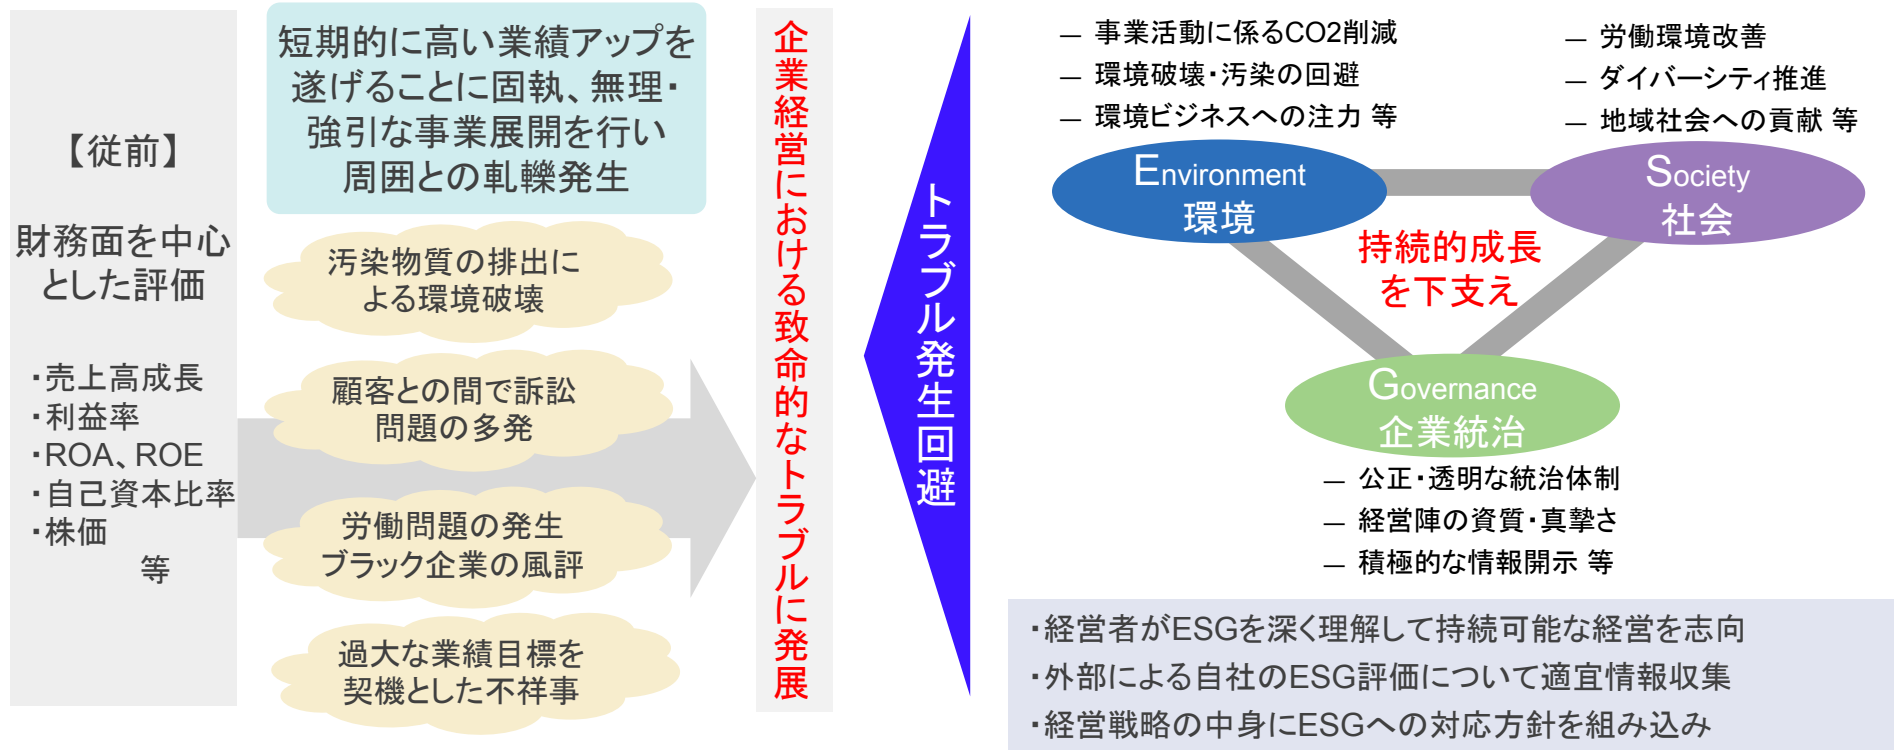 【従前】
財務面を中心
とした評価
・売上高成長
・利益率
・ROA、ROE
・自己資本比率
・株価
等
短期的に高い業績アップを
遂げることに固執、無理・
強引な事業展開を行い
周囲との軋轢発生
汚染物質の排出に
よる環境破壊
顧客との間で訴訟
問題の多発
労働問題の発生
ブラック企業の風評
過大な業績目標を
契機とした不祥事
企業経営における致命的なトラブルに発展
トラブル発生回避
― 事業活動に係るCO2削減
― 環境破壊・汚染の回避
― 環境ビジネスへの注力 等
― 労働環境改善
― ダイバーシティ推進
― 地域社会への貢献 等
Environment
環境
Society
社会
持続的成長
を下支え
Governance
企業統治
― 公正・透明な統治体制
― 経営陣の資質・真摯さ
― 積極的な情報開示 等
・経営者がESGを深く理解して持続可能な経営を志向
・外部による自社のESG評価について適宜情報収集
・経営戦略の中身にESGへの対応方針を組み込み